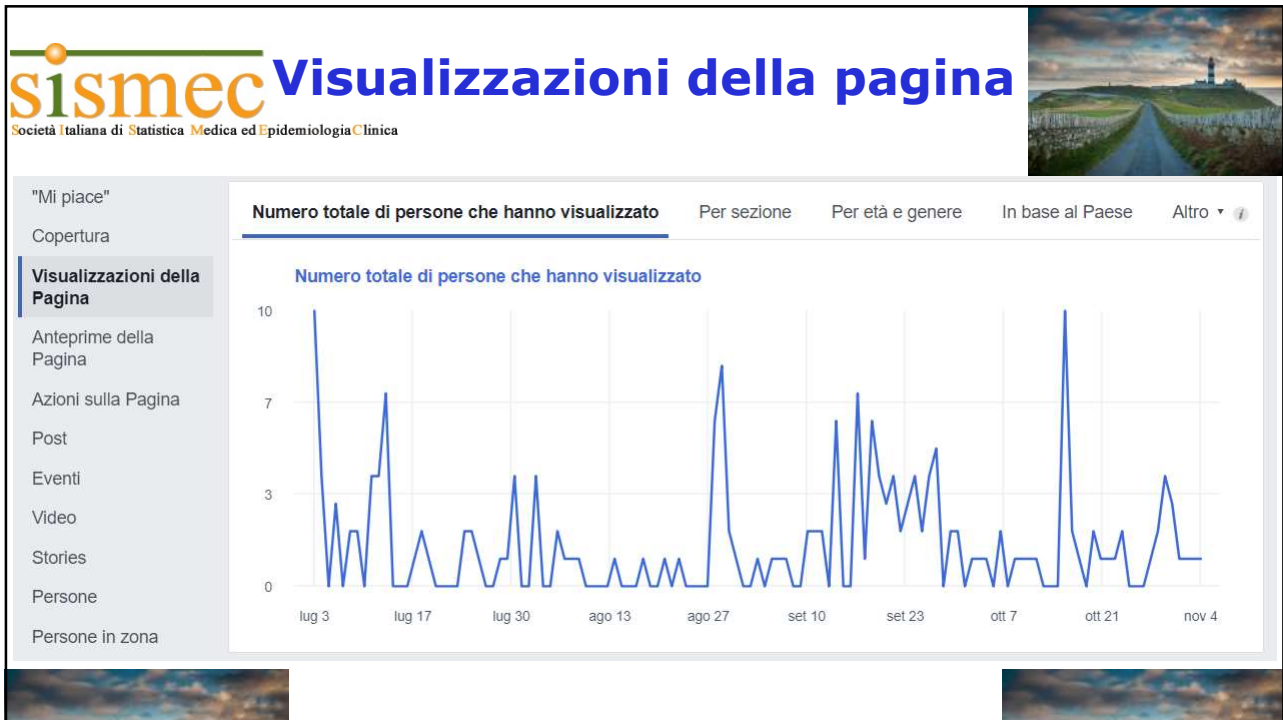 sismec
Società Italiana di Statistica Medica ed Epidemiologia Clinica
Visualizzazioni della pagina
"Mi piace"
Copertura
Visualizzazioni della
Pagina
Anteprime della
Pagina
Azioni sulla Pagina
Post
Eventi
Video
Stories
Persone
Persone in zona
Numero totale di persone che hanno visualizzato Per sezione Per età e genere In base al Paese Altro ▾ i
Numero totale di persone che hanno visualizzato
10
7
3
0
lug 3 lug 17 lug 30 ago 13 ago 27 set 10 set 23 ott 7 ott 21 nov 4